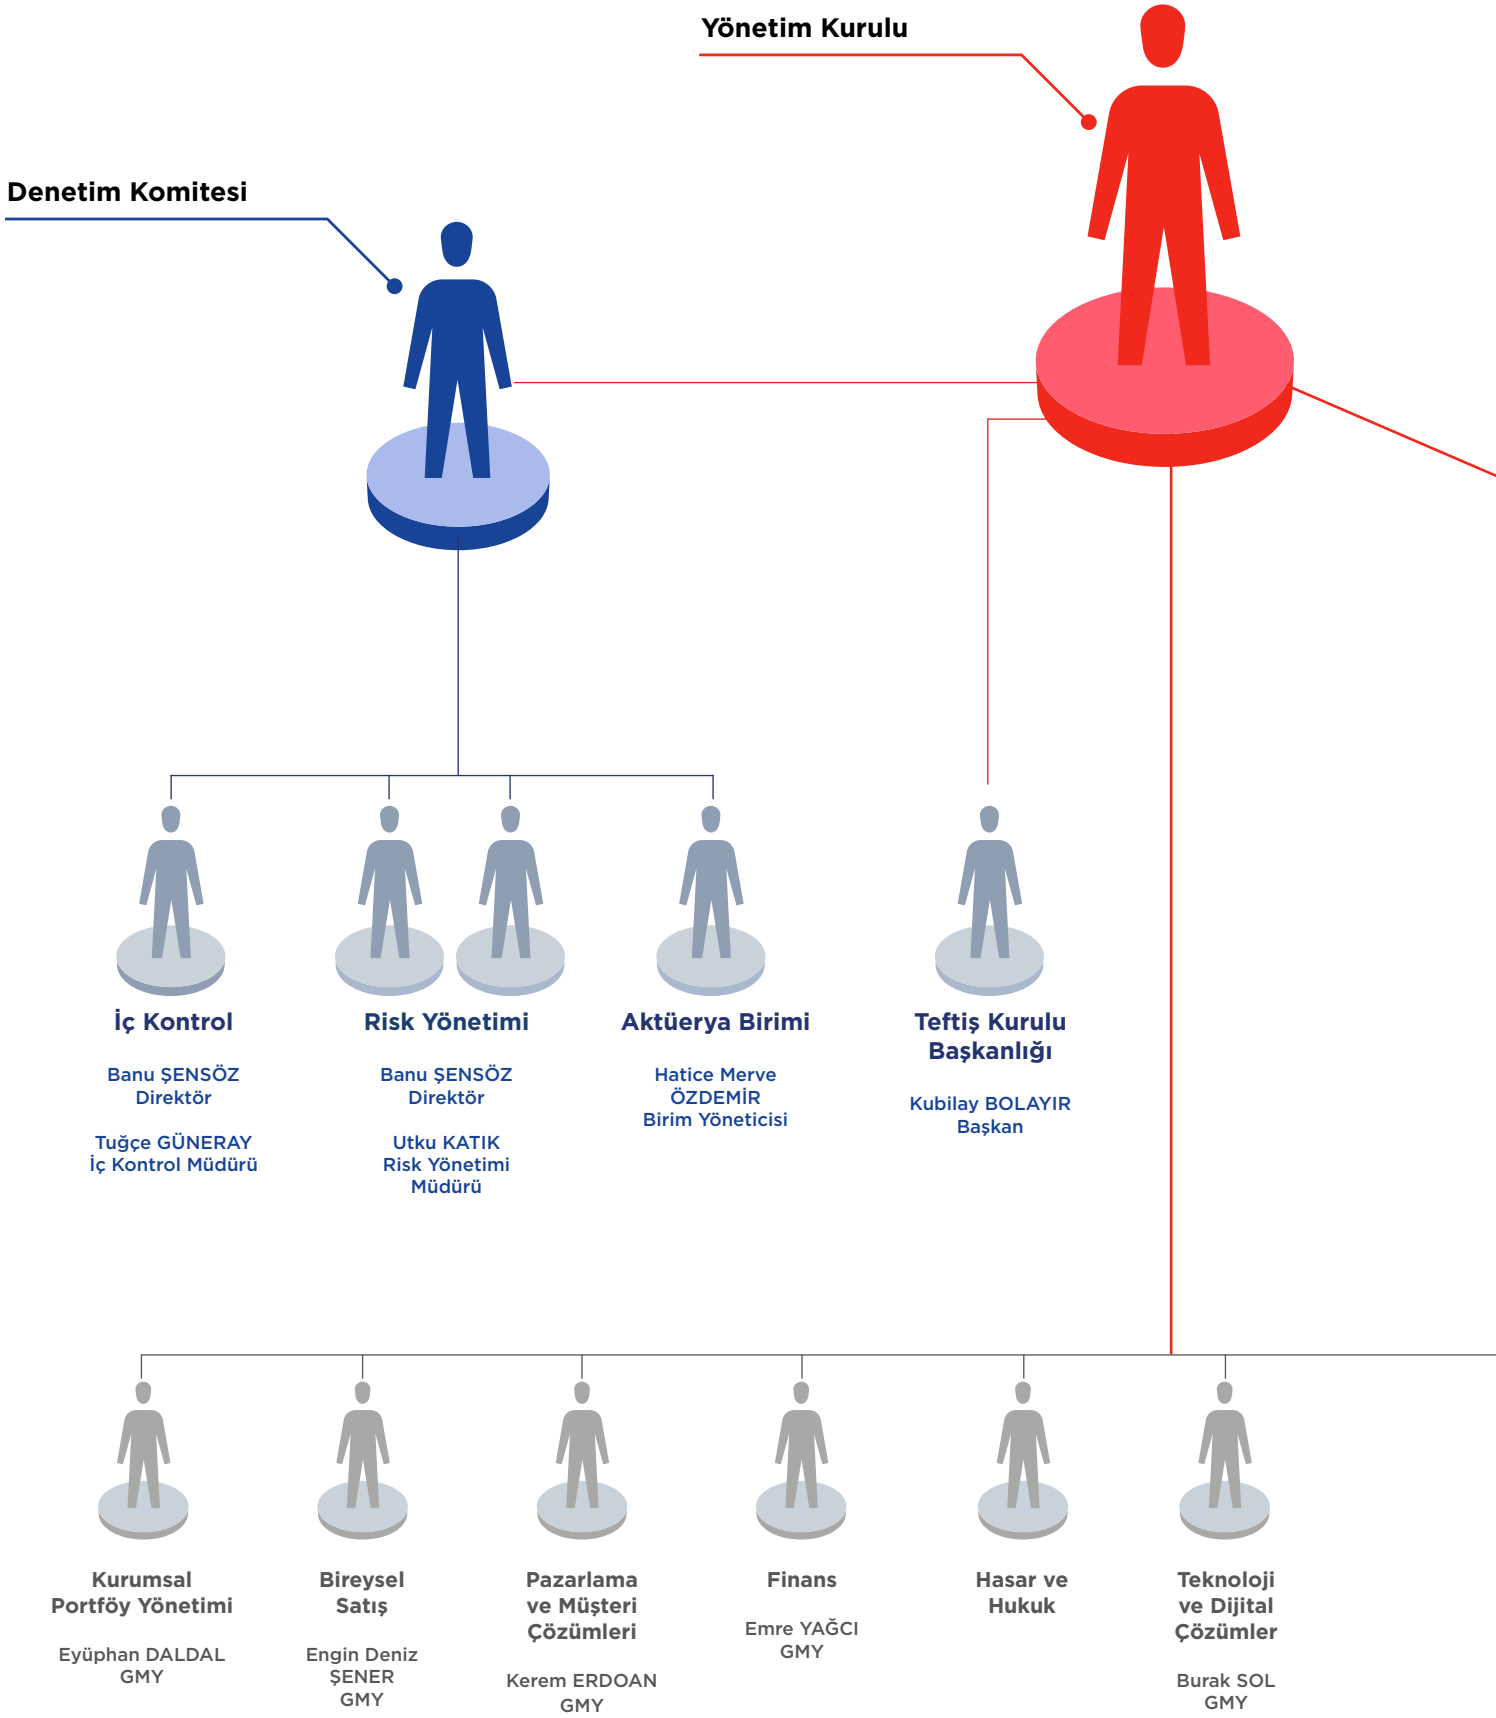 Yönetim Kurulu
Denetim Komitesi
İç Kontrol
Banu ŞENSÖZ
Direktör
Tuğçe GÜNERAY
İç Kontrol Müdürü
Risk Yönetimi
Banu ŞENSÖZ
Direktör
Utku KATIK
Risk Yönetimi
Müdürü
Aktüerya Birimi
Hatice Merve
ÖZDEMİR
Birim Yöneticisi
Teftiş Kurulu
Başkanlığı
Kubilay BOLAYIR
Başkan
Kurumsal
Portföy Yönetimi
Eyüphan DALDAL
GMY
Bireysel
Satış
Engin Deniz
ŞENER
GMY
Pazarlama
ve Müşteri
Çözümleri
Kerem ERDOAN
GMY
Finans
Emre YAĞCI
GMY
Hasar ve
Hukuk
Teknoloji
ve Dijital
Çözümler
Burak SOL
GMY